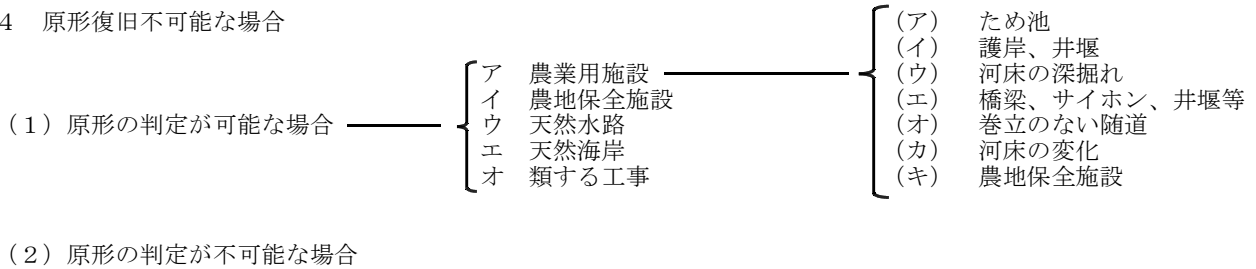 4　原形復旧不可能な場合
（１）原形の判定が可能な場合
ア　農業用施設
イ　農地保全施設
ウ　天然水路
エ　天然海岸
オ　類する工事
（ア）　ため池
（イ）　護岸、井堰
（ウ）　河床の深掘れ
（エ）　橋梁、サイホン、井堰等
（オ）　巻立のない随道
（カ）　河床の変化
（キ）　農地保全施設
（２）原形の判定が不可能な場合